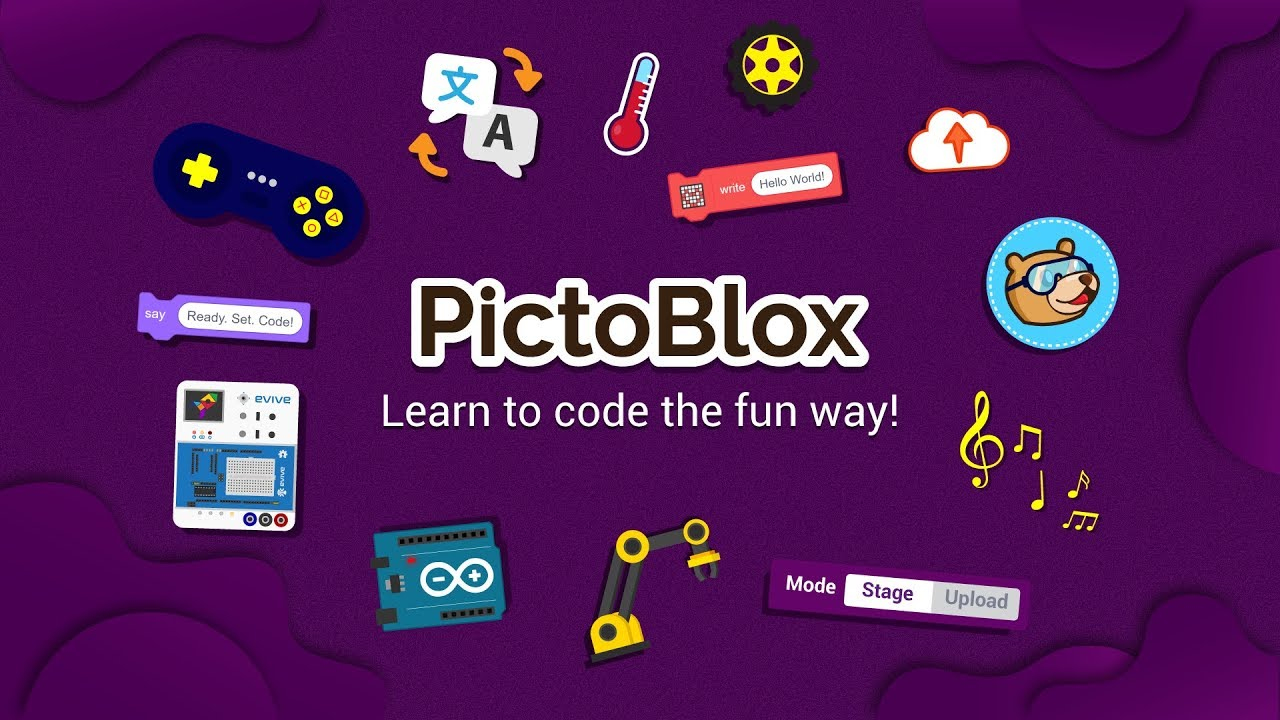 文
A
write Hello World!
say Ready. Set. Code!
PictoBlox
Learn to code the fun way!
evive
evive
Mode Stage Upload